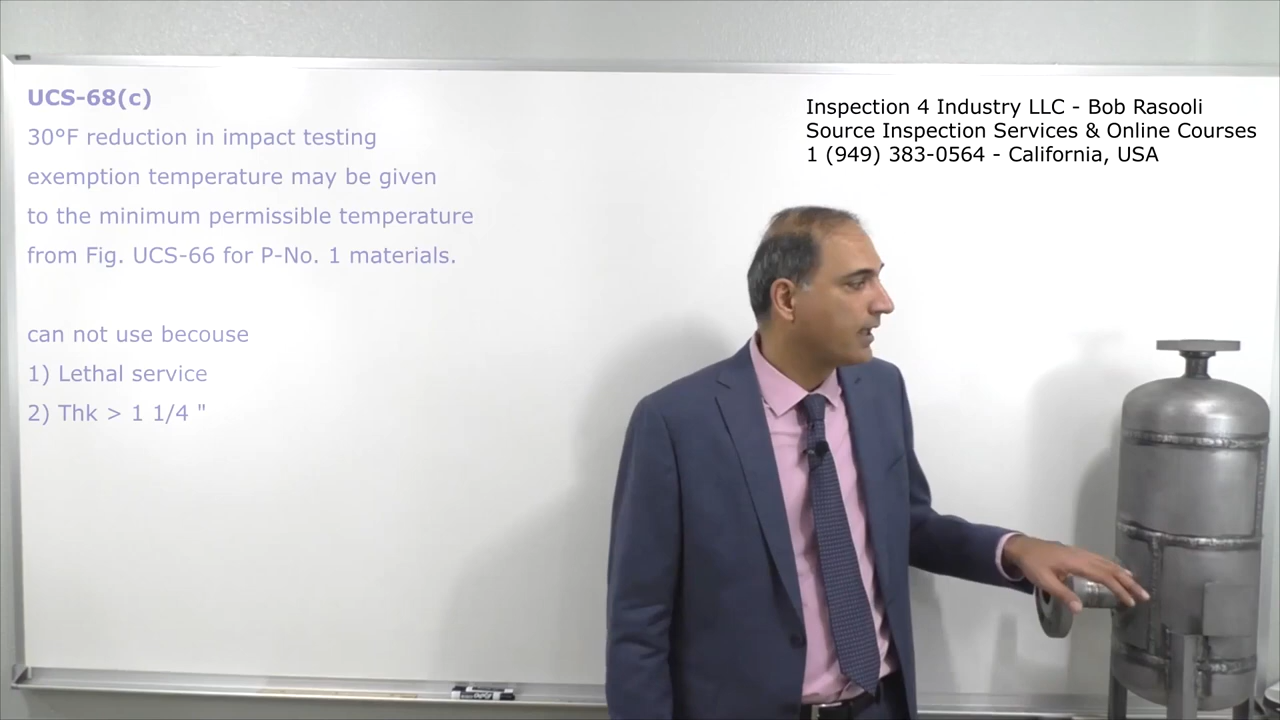 UCS-68(c)
30°F reduction in impact testing
exemption temperature may be given
to the minimum permissible temperature
from Fig. UCS-66 for P-No. 1 materials.
can not use becouse
1) Lethal service
2) Thk > 1 1/4 "
Inspection 4 Industry LLC - Bob Rasooli
Source Inspection Services & Online Courses
1 (949) 383-0564 - California, USA